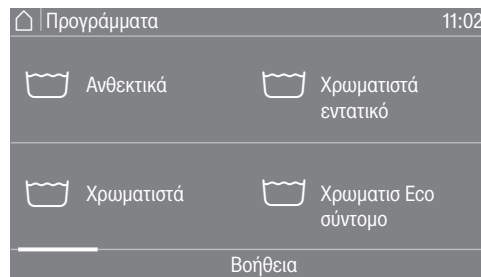 Προγράμματα 11:02
Ανθεκτικά
Χρωματιστά
εντατικό
Χρωματιστά
Χρωματισ Eco
σύντομο
Βοήθεια